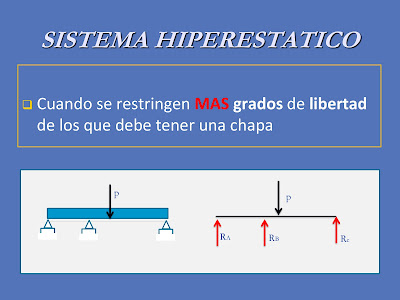 SISTEMA HIPERESTATICO
Cuando se restringen MAS grados de libertad
de los que debe tener una chapa
P
P
RA
RB
Rc